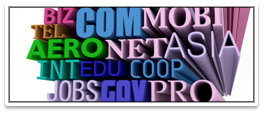 BIZ COM MOBI
TEL
AERO NET ASIA
INT EDU COOP
JOBS GOV PRO